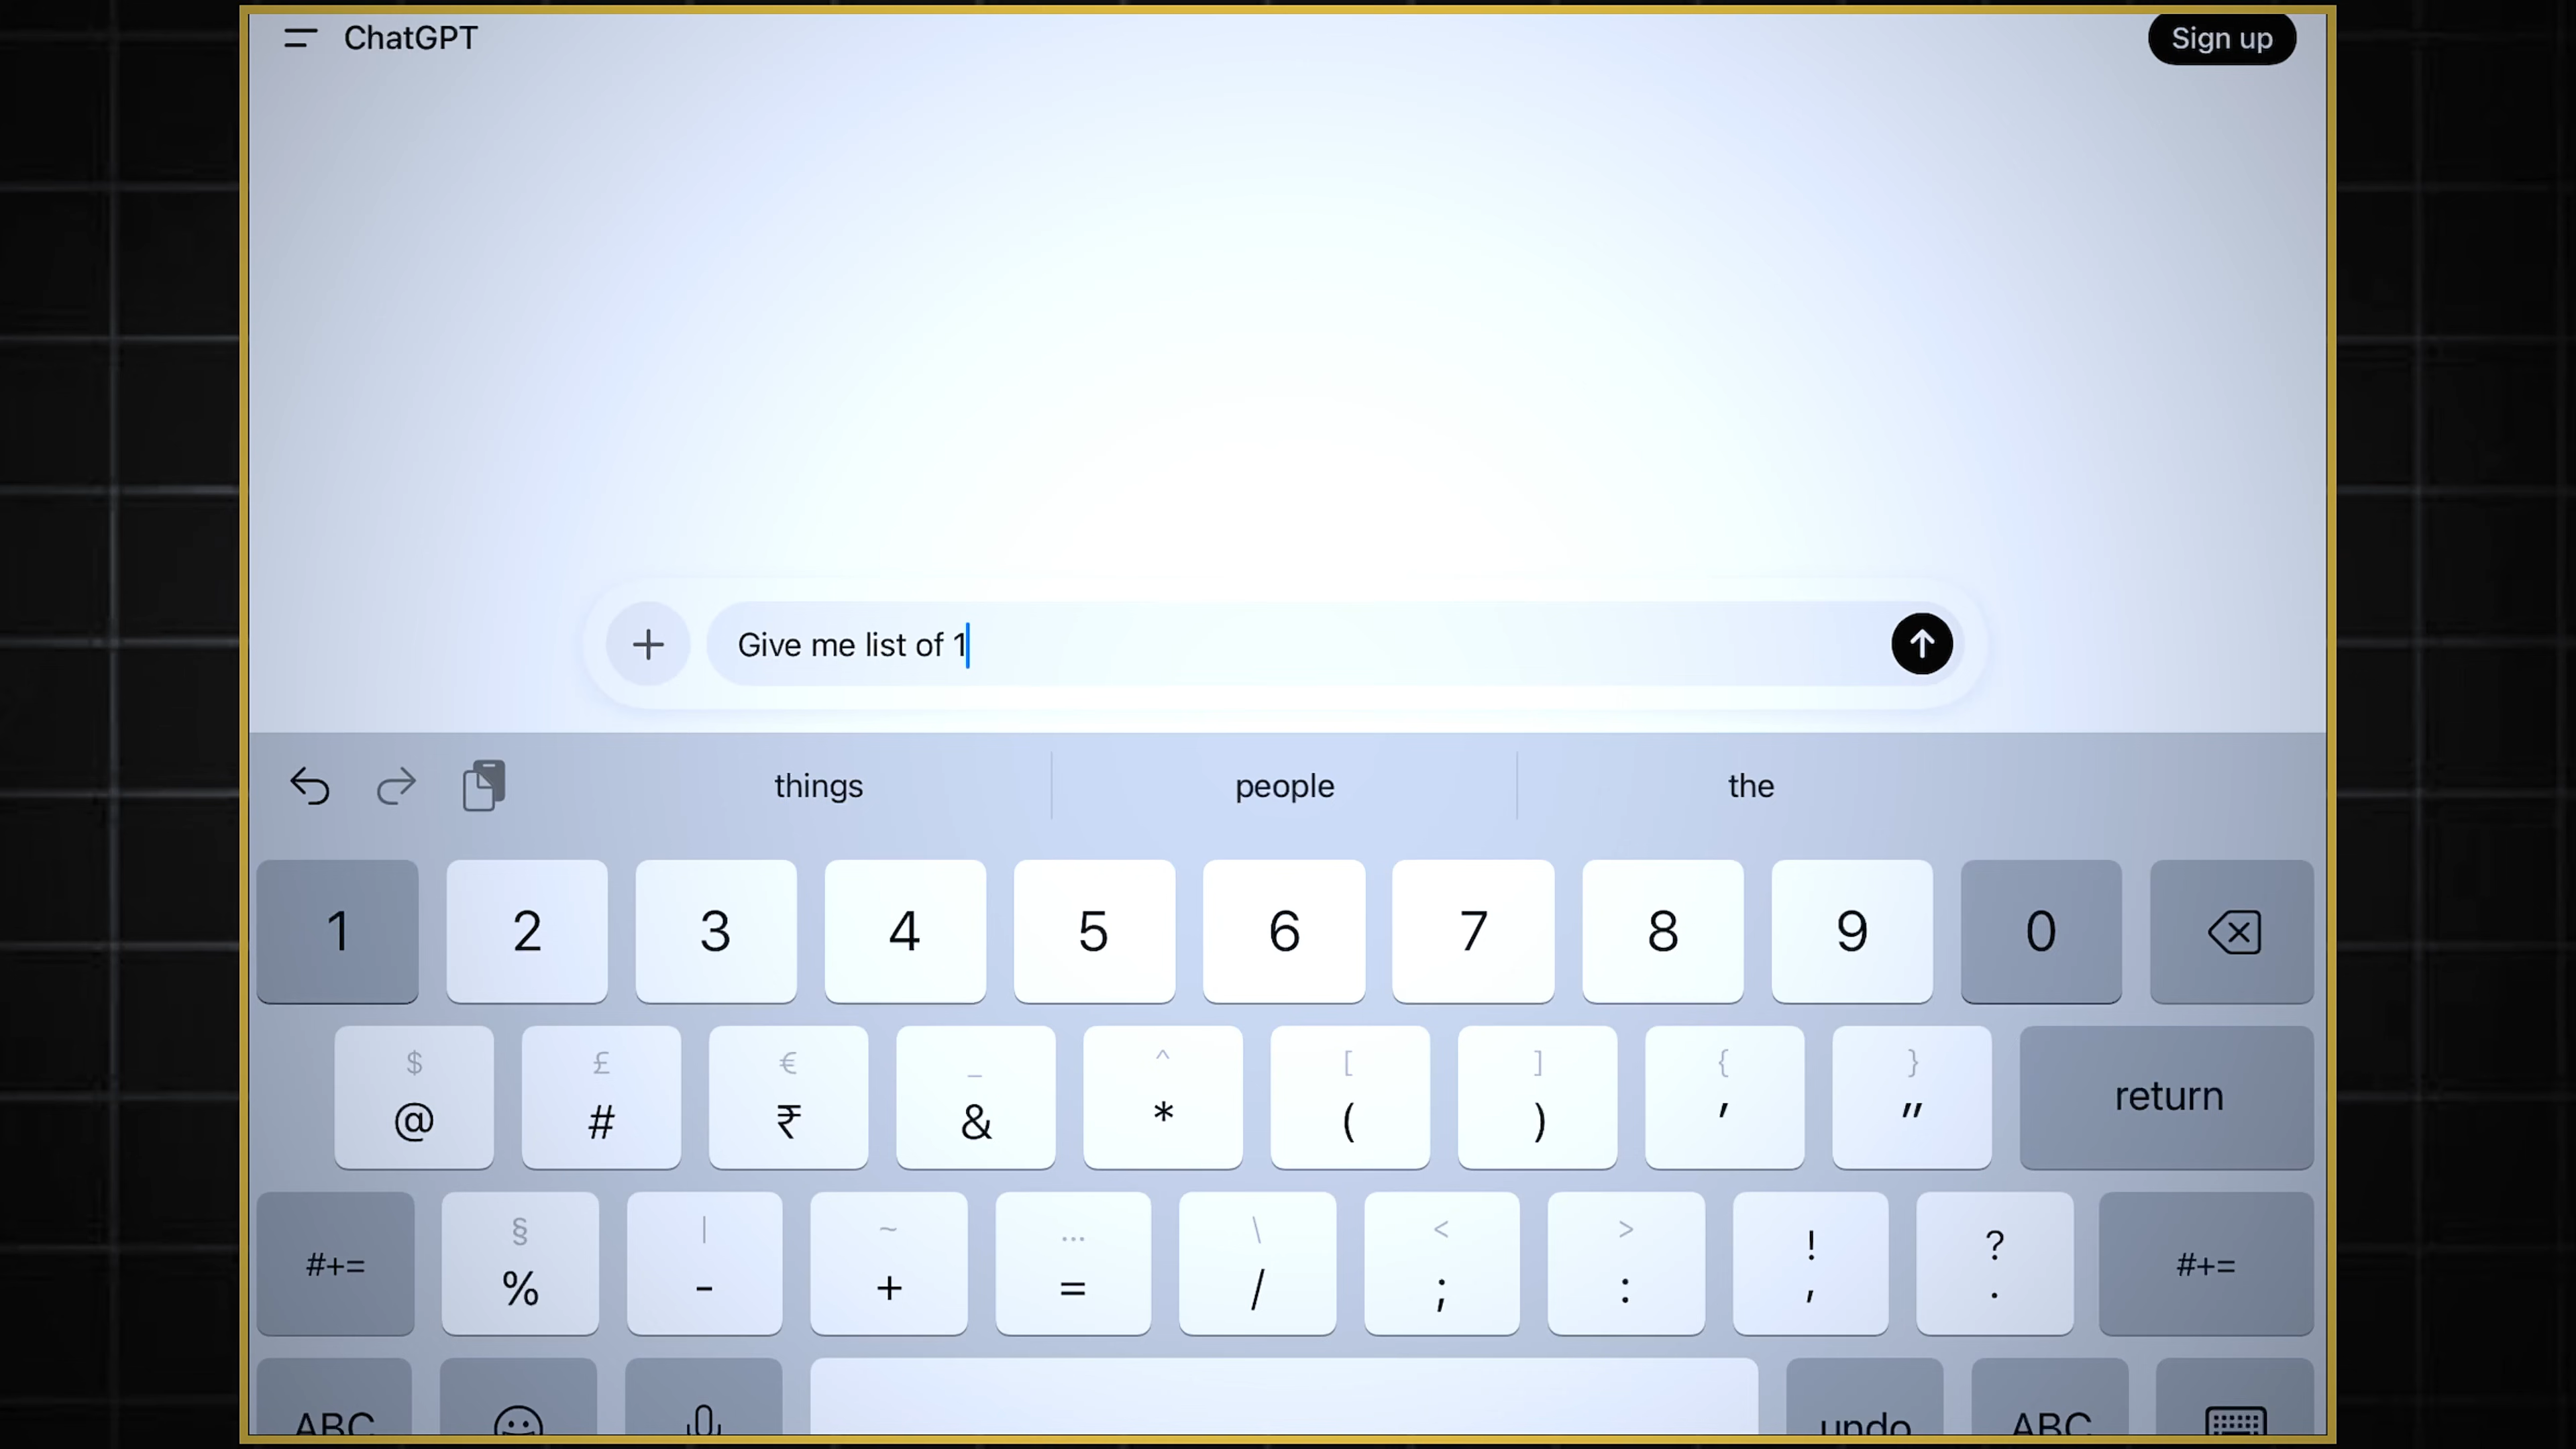 ChatGPT
Sign up
Give me list of 1
things people the
1 2 3 4 5 6 7 8 9 0
$ £ € _ ^ [ ] { }
@ # ₹ & * ( ) ' "
return
§ | ~ … \ < > ! ?
#+= % - + = / ; : , . #+=
ABC undo ABC